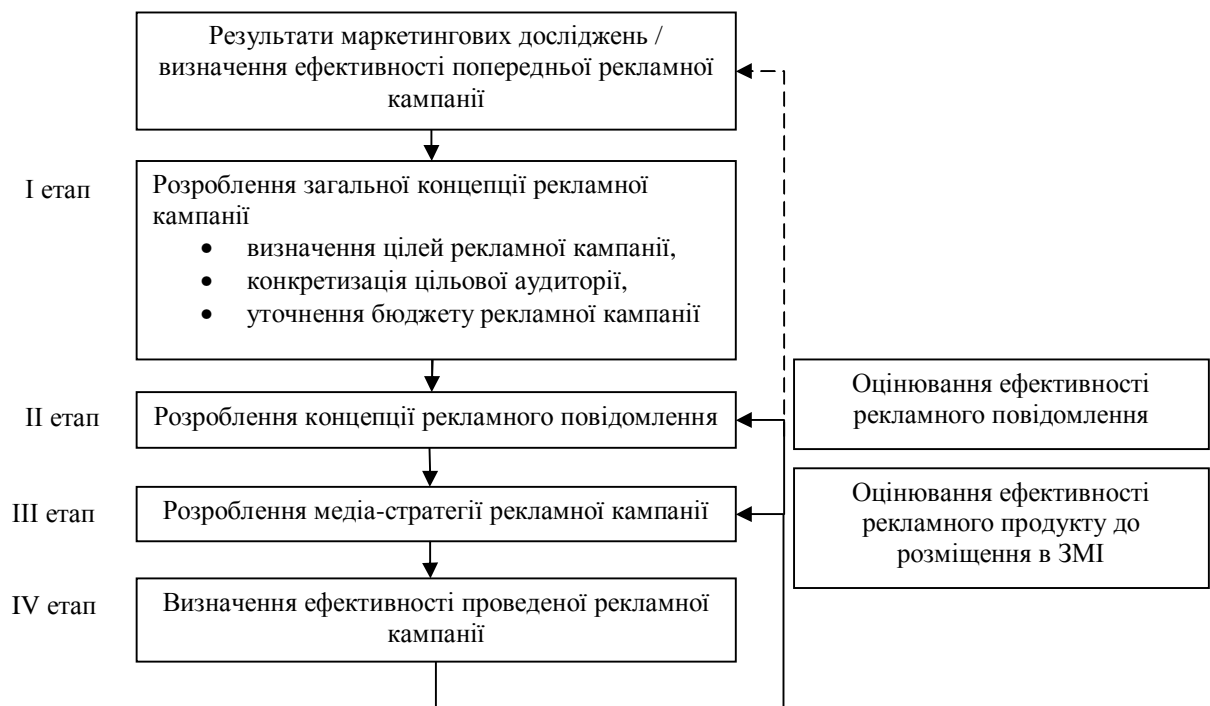 Результати маркетингових досліджень /
визначення ефективності попередньої рекламної
кампанії
І етап
Розроблення загальної концепції рекламної
кампанії
• визначення цілей рекламної кампанії,
• конкретизація цільової аудиторії,
• уточнення бюджету рекламної кампанії
ІІ етап
Розроблення концепції рекламного повідомлення
Оцінювання ефективності
рекламного повідомлення
ІІІ етап
Розроблення медіа-стратегії рекламної кампанії
Оцінювання ефективності
рекламного продукту до
розміщення в ЗМІ
IV етап
Визначення ефективності проведеної рекламної
кампанії